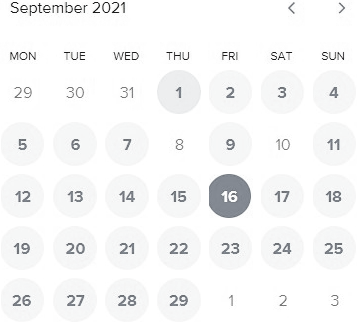 September 2021
MON TUE WED THU FRI SAT SUN
29 30 31 1 2 3 4
5 6 7 8 9 10 11
12 13 14 15 16 17 18
19 20 21 22 23 24 25
26 27 28 29 1 2 3